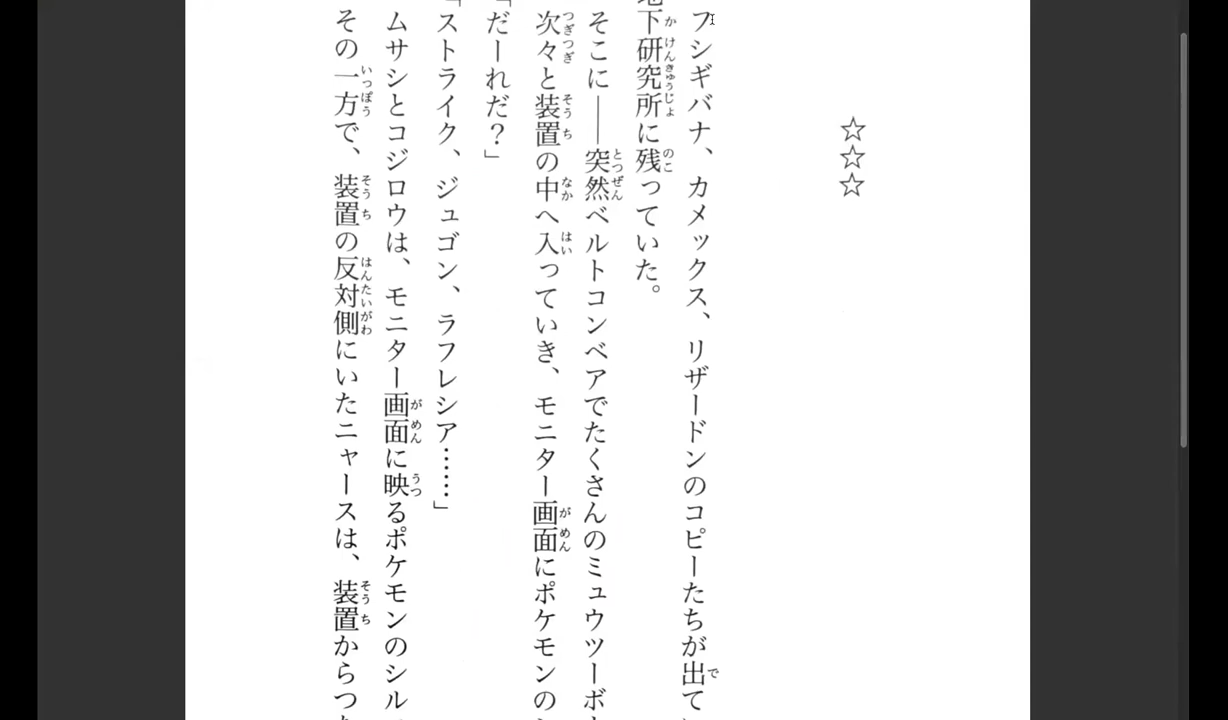 ☆☆☆
フシギバナ、カメックス、リザードンのコピーたちが出て
地下研究所に残っていた。
そこに――突然ベルトコンベアでたくさんのミュウツーボ
次々と装置の中へ入っていき、モニター画面にポケモンの
「だーれだ？」
「ストライク、ジュゴン、ラフレシア……」
ムサシとコジロウは、モニター画面に映るポケモンのシル
その一方で、装置の反対側にいたニャースは、装置からつ